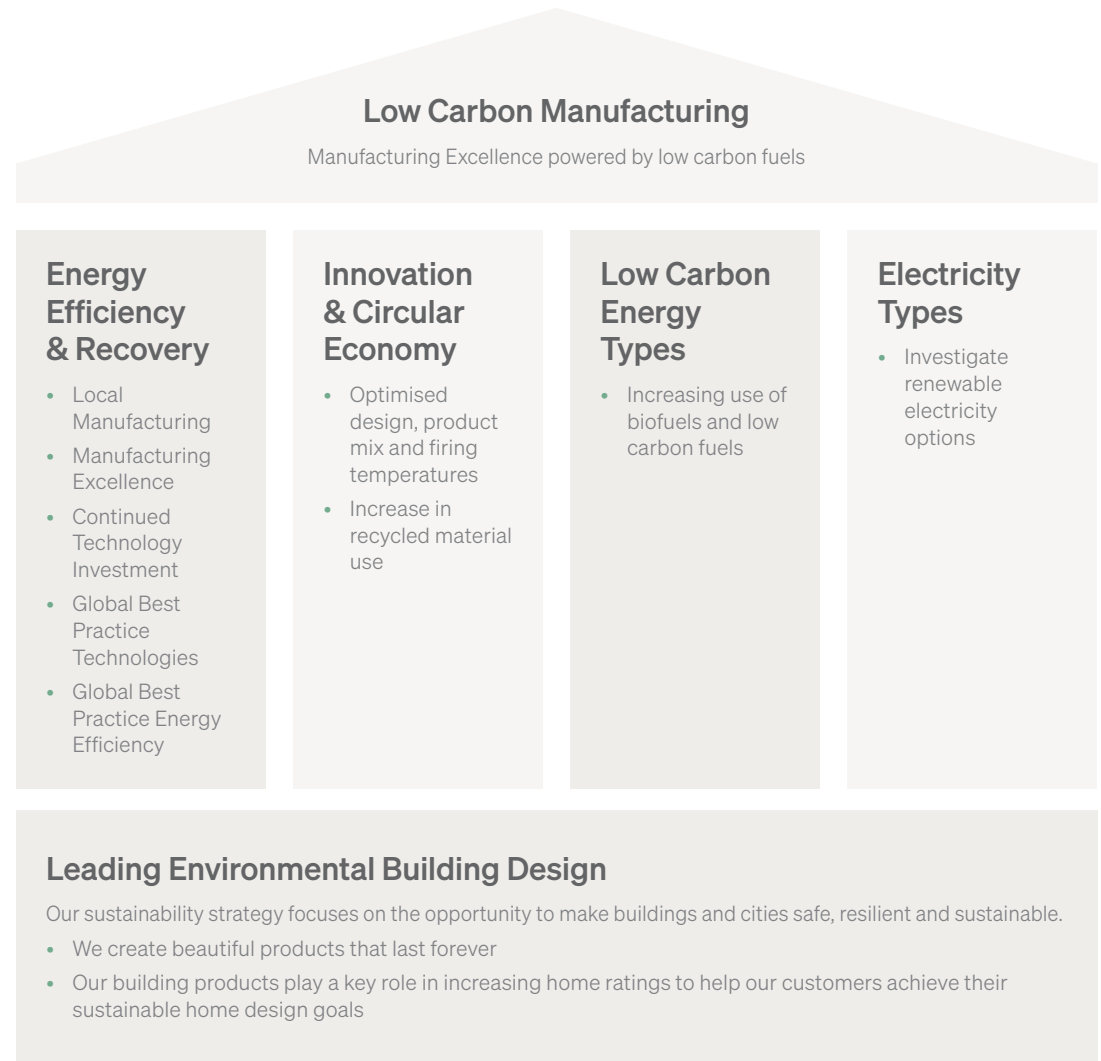 Low Carbon Manufacturing
Manufacturing Excellence powered by low carbon fuels
Energy
Efficiency
& Recovery
• Local
Manufacturing
• Manufacturing
Excellence
• Continued
Technology
Investment
• Global Best
Practice
Technologies
• Global Best
Practice Energy
Efficiency
Innovation
& Circular
Economy
• Optimised
design, product
mix and firing
temperatures
• Increase in
recycled material
use
Low Carbon
Energy
Types
• Increasing use of
biofuels and low
carbon fuels
Electricity
Types
• Investigate
renewable
electricity
options
Leading Environmental Building Design
Our sustainability strategy focuses on the opportunity to make buildings and cities safe, resilient and sustainable.
• We create beautiful products that last forever
• Our building products play a key role in increasing home ratings to help our customers achieve their
sustainable home design goals